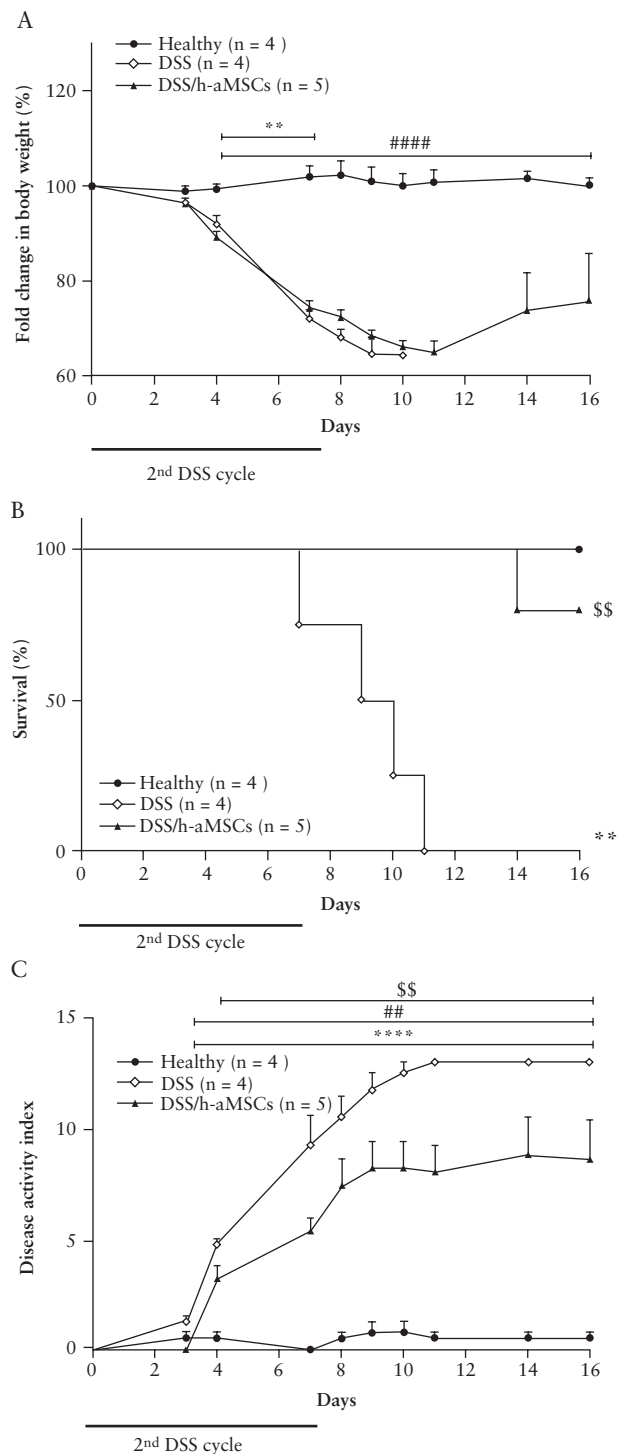 A
Healthy (n = 4 )
DSS (n = 4)
DSS/h-aMSCs (n = 5)
Fold change in body weight (%)
120
100
80
60
**
####
0 2 4 6 8 10 12 14 16
Days
2nd DSS cycle
B
Survival (%)
100
50
0
$$
**
Healthy (n = 4 )
DSS (n = 4)
DSS/h-aMSCs (n = 5)
0 2 4 6 8 10 12 14 16
Days
2nd DSS cycle
C
$$
##
****
Disease activity index
15
10
5
0
Healthy (n = 4 )
DSS (n = 4)
DSS/h-aMSCs (n = 5)
0 2 4 6 8 10 12 14 16
Days
2nd DSS cycle